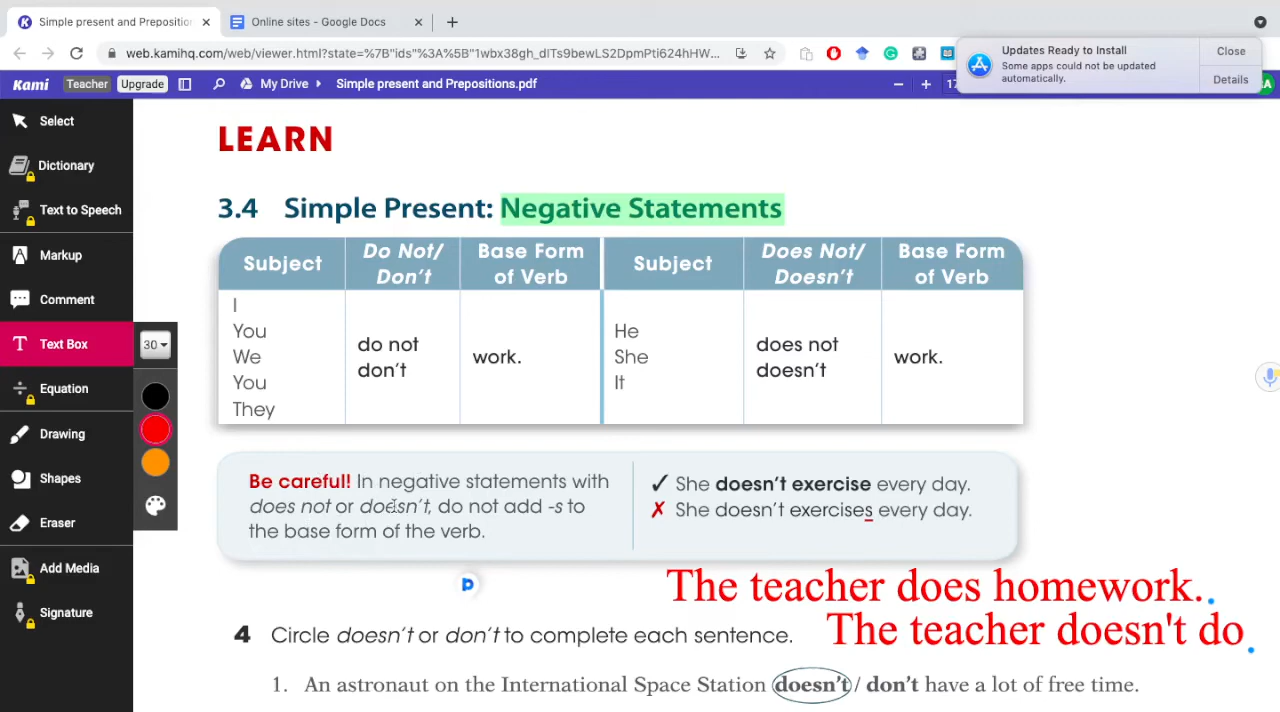 Simple present and Prepositions
Online sites - Google Docs
web.kamihq.com/web/viewer.html?state=%7B"ids"%3A%5B"1wbx38gh_dITs9bewLS2DpmPti624hHW...
Updates Ready to Install
Some apps could not be updated
automatically.
Close
Details
Kami Teacher Upgrade My Drive Simple present and Prepositions.pdf
Select
Dictionary
Text to Speech
Markup
Comment
Text Box
Equation
Drawing
Shapes
Eraser
Add Media
Signature
30
LEARN
3.4 Simple Present: Negative Statements
Subject
Do Not/
Don't
Base Form
of Verb
Subject
Does Not/
Doesn't
Base Form
of Verb
I
You
We
You
They
do not
don't
work.
He
She
It
does not
doesn't
work.
Be careful! In negative statements with
does not or doesn't, do not add -s to
the base form of the verb.
✓ She doesn't exercise every day.
✗ She doesn't exercises every day.
The teacher does homework.
The teacher doesn't do
4 Circle doesn't or don't to complete each sentence.
1. An astronaut on the International Space Station doesn't / don't have a lot of free time.